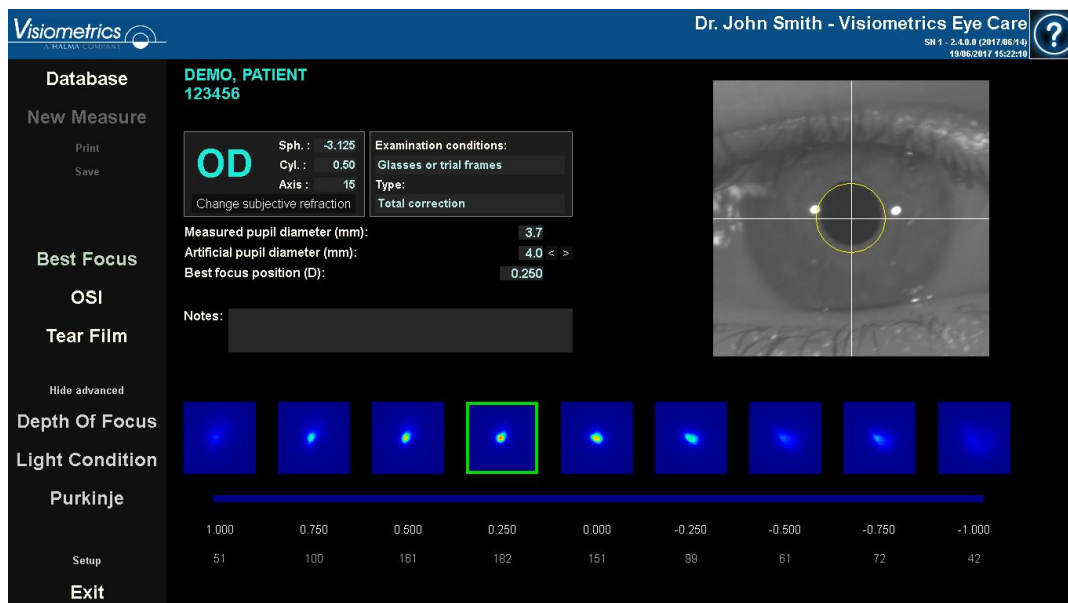 Visiometrics
A HALMA COMPANY
Dr. John Smith - Visiometrics Eye Care
SN 1 - 2.4.0.0 (2017/06/14)
19/06/2017 15:22:10
?
Database
New Measure
Print
Save
Best Focus
OSI
Tear Film
Hide advanced
Depth Of Focus
Light Condition
Purkinje
Setup
Exit
DEMO, PATIENT
123456
OD
Sph. : -3.125
Cyl. : 0.50
Axis : 15
Change subjective refraction
Examination conditions:
Glasses or trial frames
Type:
Total correction
Measured pupil diameter (mm): 3.7
Artificial pupil diameter (mm): 4.0 < >
Best focus position (D): 0.250
Notes:
1.000 0.750 0.500 0.250 0.000 -0.250 -0.500 -0.750 -1.000
51 100 161 182 151 99 61 72 42